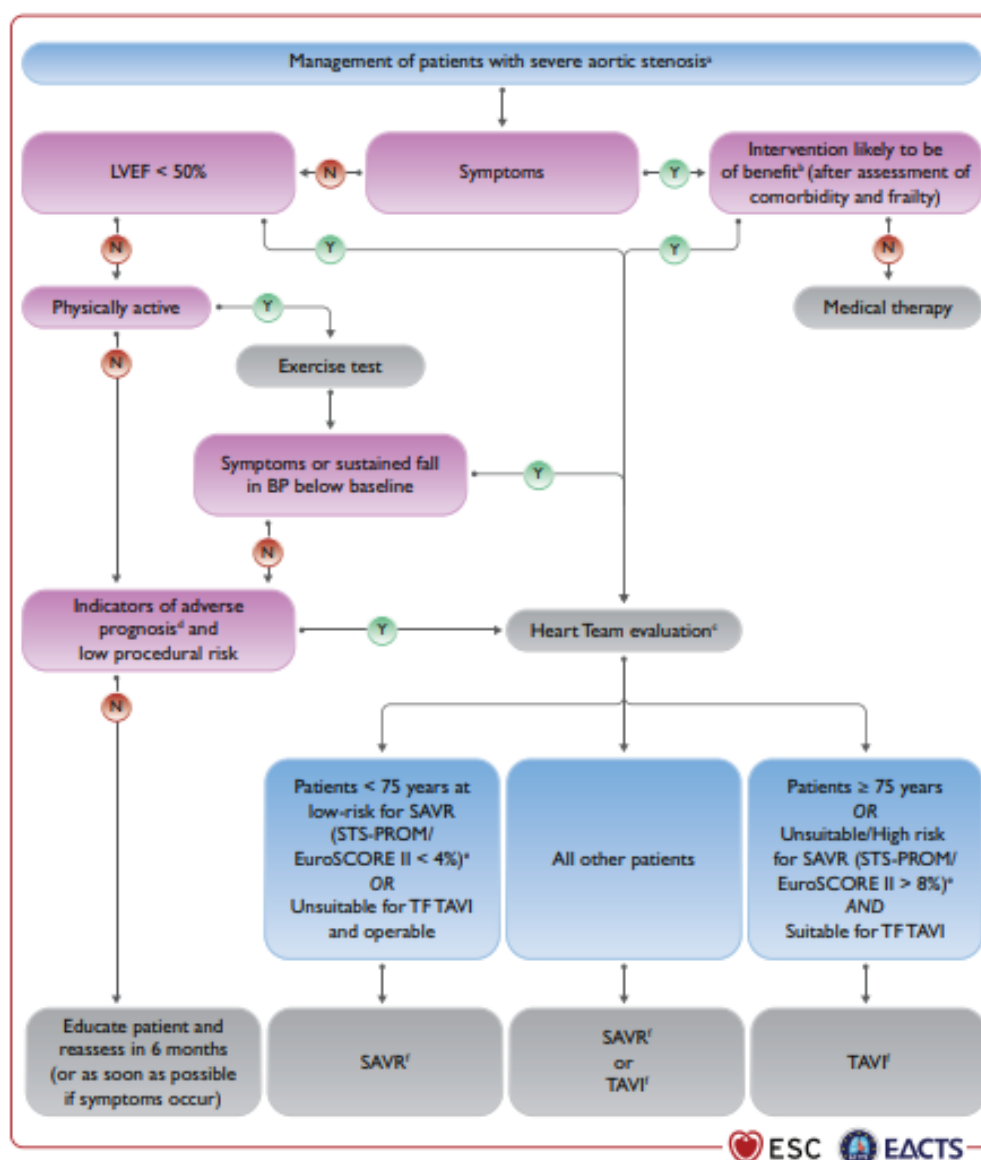 Management of patients with severe aortic stenosisᵃ
LVEF < 50%
N
Symptoms
Y
Intervention likely to be
of benefitᵇ (after assessment of
comorbidity and frailty)
N
Y
Y
N
Physically active
Y
Medical therapy
N
Exercise test
Symptoms or sustained fall
in BP below baseline
Y
N
Indicators of adverse
prognosisᵈ and
low procedural risk
Y
Heart Team evaluationᶜ
N
Patients < 75 years at
low-risk for SAVR
(STS-PROM/
EuroSCORE II < 4%)ᵉ
OR
Unsuitable for TF TAVI
and operable
All other patients
Patients ≥ 75 years
OR
Unsuitable/High risk
for SAVR (STS-PROM/
EuroSCORE II > 8%)ᵉ
AND
Suitable for TF TAVI
Educate patient and
reassess in 6 months
(or as soon as possible
if symptoms occur)
SAVRᶠ
SAVRᶠ
or
TAVIᶠ
TAVIᶠ
ESC
EACTS